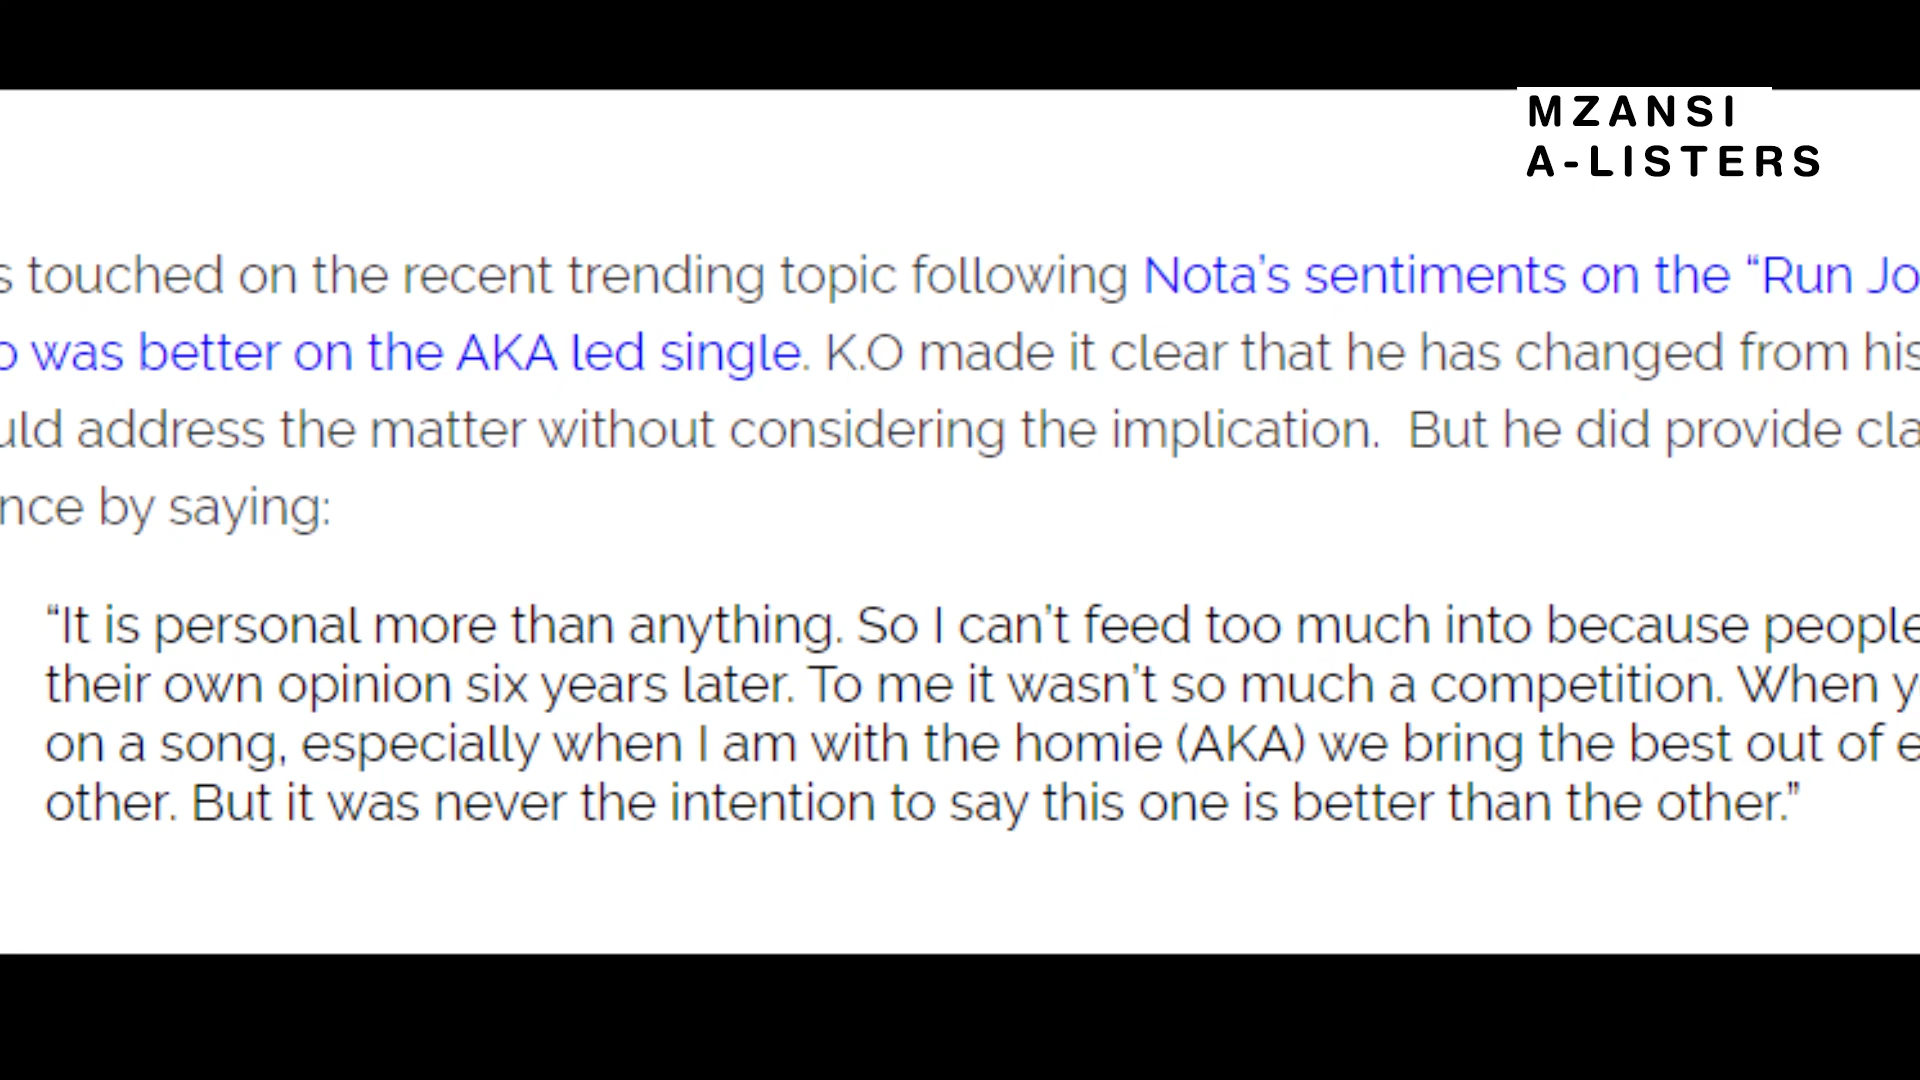 MZANSI
A-LISTERS
s touched on the recent trending topic following Nota’s sentiments on the “Run Jo
o was better on the AKA led single. K.O made it clear that he has changed from his
uld address the matter without considering the implication. But he did provide cla
nce by saying:
“It is personal more than anything. So I can’t feed too much into because people
their own opinion six years later. To me it wasn’t so much a competition. When y
on a song, especially when I am with the homie (AKA) we bring the best out of e
other. But it was never the intention to say this one is better than the other.”